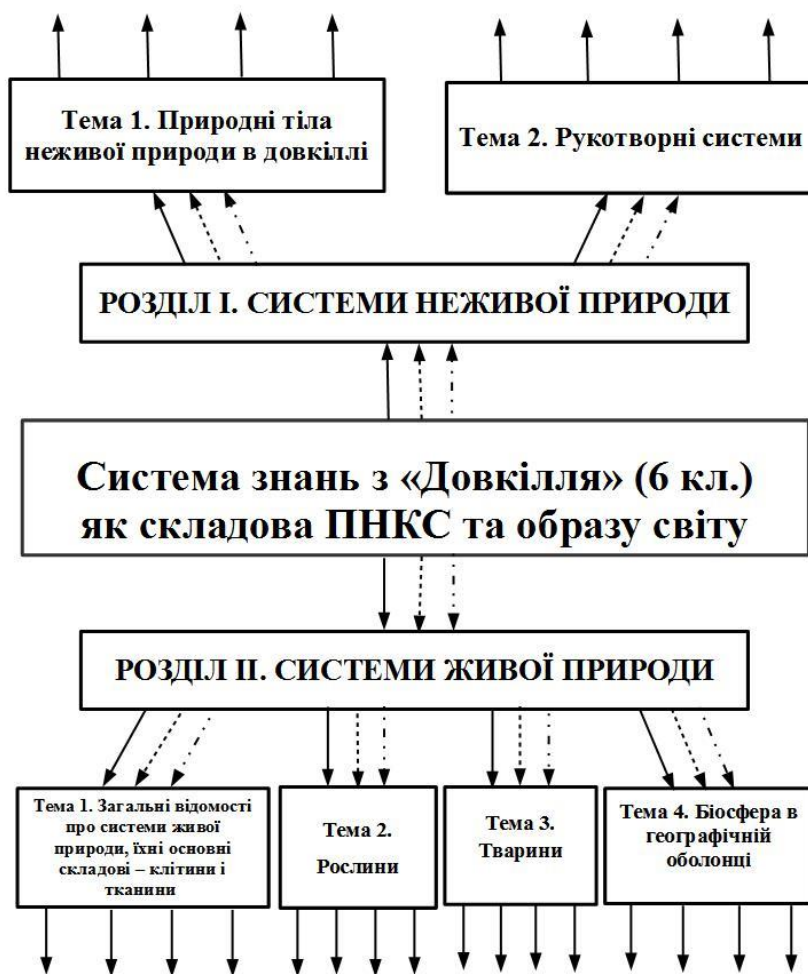 Тема 1. Природні тіла
неживої природи в довкіллі
Тема 2. Рукотворні системи
РОЗДІЛ І. СИСТЕМИ НЕЖИВОЇ ПРИРОДИ
Система знань з «Довкілля» (6 кл.)
як складова ПНКС та образу світу
РОЗДІЛ ІІ. СИСТЕМИ ЖИВОЇ ПРИРОДИ
Тема 1. Загальні відомості
про системи живої
природи, їхні основні
складові – клітини і
тканини
Тема 2.
Рослини
Тема 3.
Тварини
Тема 4. Біосфера в
географічній
оболонці